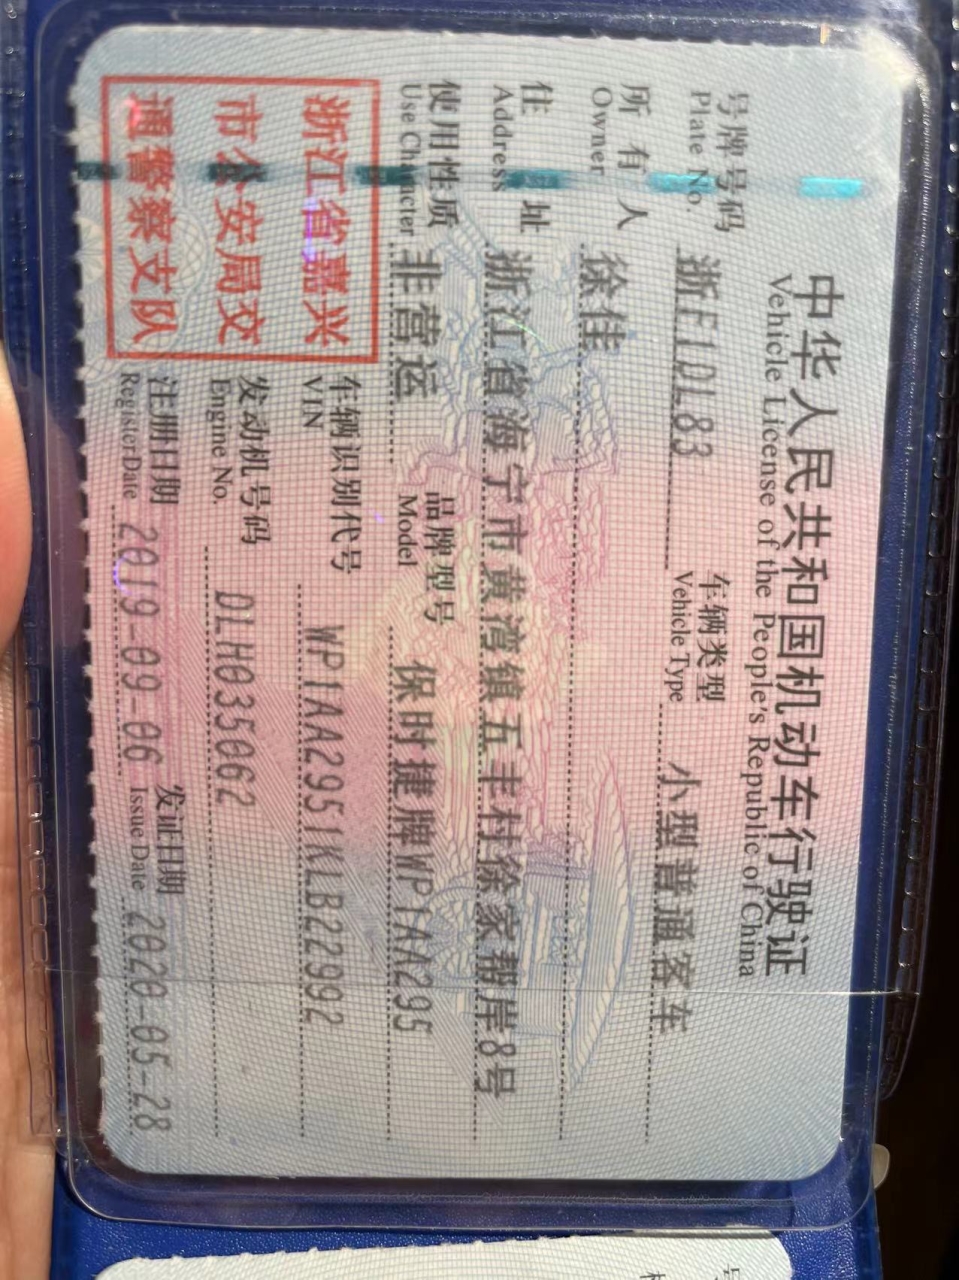 中华人民共和国机动车行驶证
Vehicle License of the People's Republic of China
号牌号码 浙F1DL83 车辆类型 小型普通客车
Plate No. Vehicle Type
所有人 徐佳
Owner
住址 浙江省海宁市黄湾镇五丰村徐家帮岸8号
Address
使用性质 非营运 品牌型号 保时捷牌WP1AA295
Use Character Model
浙江省嘉兴
市公安局交
通警察支队
车辆识别代号 WP1AA2951KLB22992
VIN
发动机号码 DLH035062
Engine No.
注册日期 2019-09-06 发证日期 2020-05-28
Register Date Issue Date